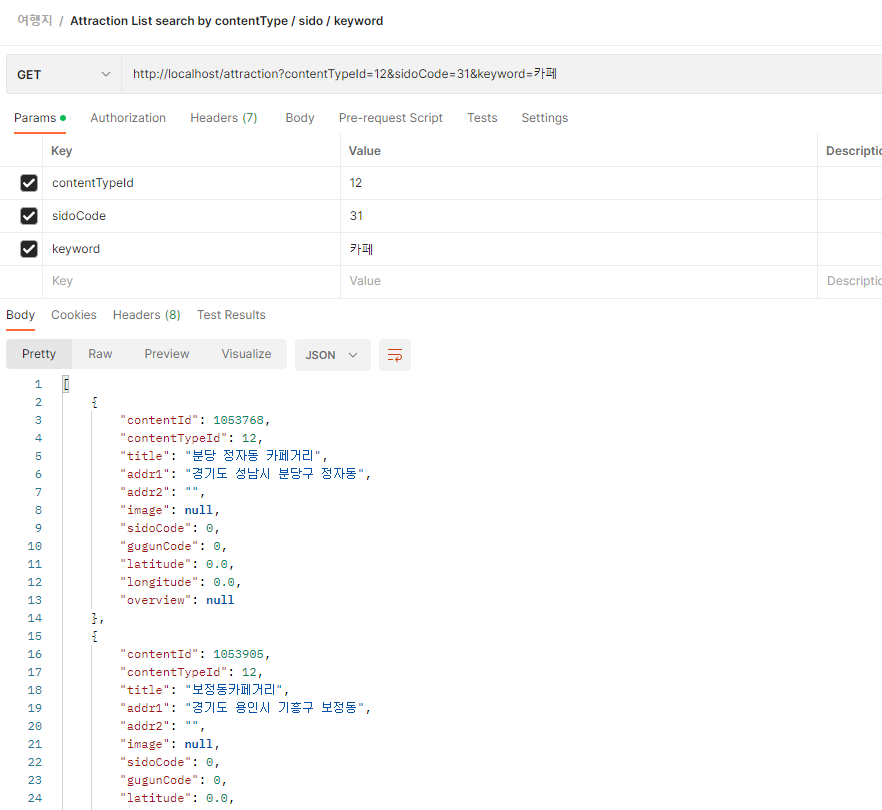 여행지 / Attraction List search by contentType / sido / keyword
GET http://localhost/attraction?contentTypeId=12&sidoCode=31&keyword=카페
Params Authorization Headers (7) Body Pre-request Script Tests Settings
Key Value Descriptio
contentTypeId 12
sidoCode 31
keyword 카페
Key Value Descriptio
Body Cookies Headers (8) Test Results
Pretty Raw Preview Visualize JSON
1 [
2 {
3 "contentId": 1053768,
4 "contentTypeId": 12,
5 "title": "분당 정자동 카페거리",
6 "addr1": "경기도 성남시 분당구 정자동",
7 "addr2": "",
8 "image": null,
9 "sidoCode": 0,
10 "gugunCode": 0,
11 "latitude": 0.0,
12 "longitude": 0.0,
13 "overview": null
14 },
15 {
16 "contentId": 1053905,
17 "contentTypeId": 12,
18 "title": "보정동카페거리",
19 "addr1": "경기도 용인시 기흥구 보정동",
20 "addr2": "",
21 "image": null,
22 "sidoCode": 0,
23 "gugunCode": 0,
24 "latitude": 0.0,